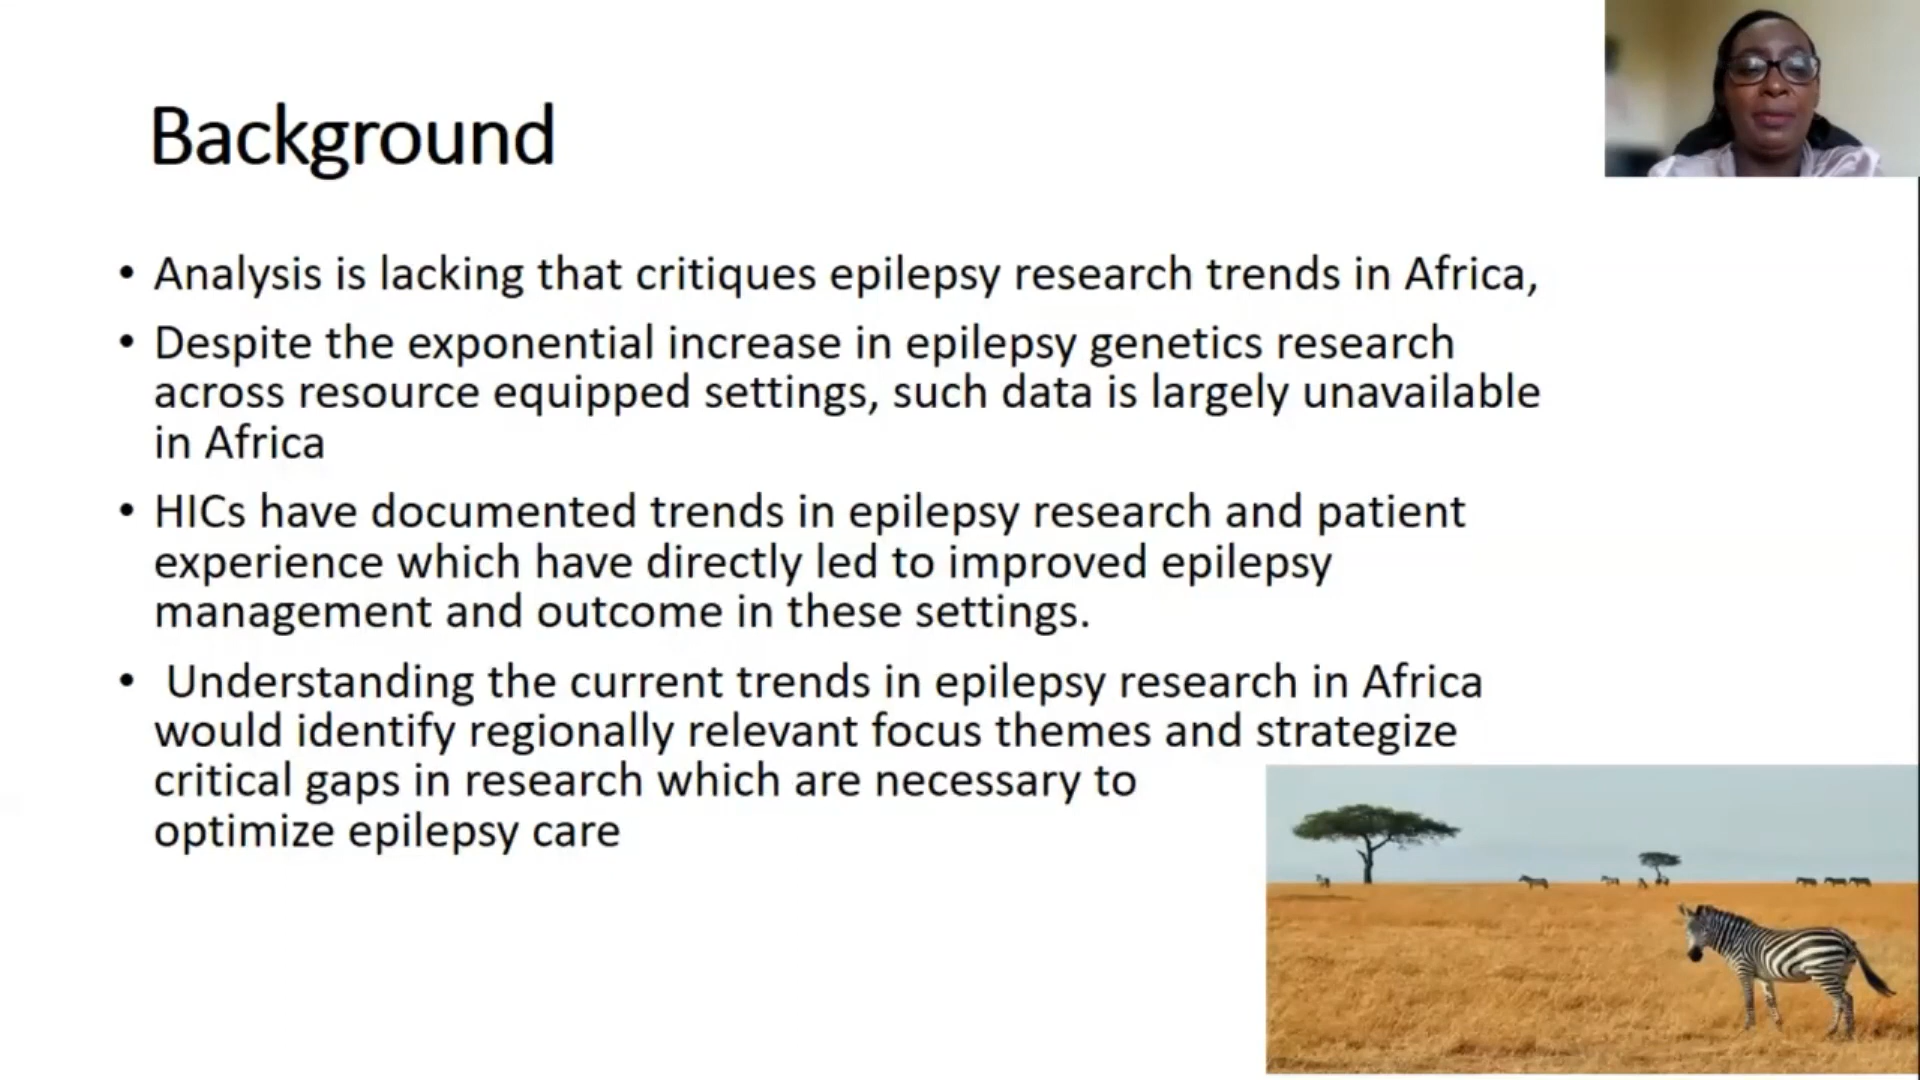 Background
• Analysis is lacking that critiques epilepsy research trends in Africa,
• Despite the exponential increase in epilepsy genetics research
across resource equipped settings, such data is largely unavailable
in Africa
• HICs have documented trends in epilepsy research and patient
experience which have directly led to improved epilepsy
management and outcome in these settings.
• Understanding the current trends in epilepsy research in Africa
would identify regionally relevant focus themes and strategize
critical gaps in research which are necessary to
optimize epilepsy care